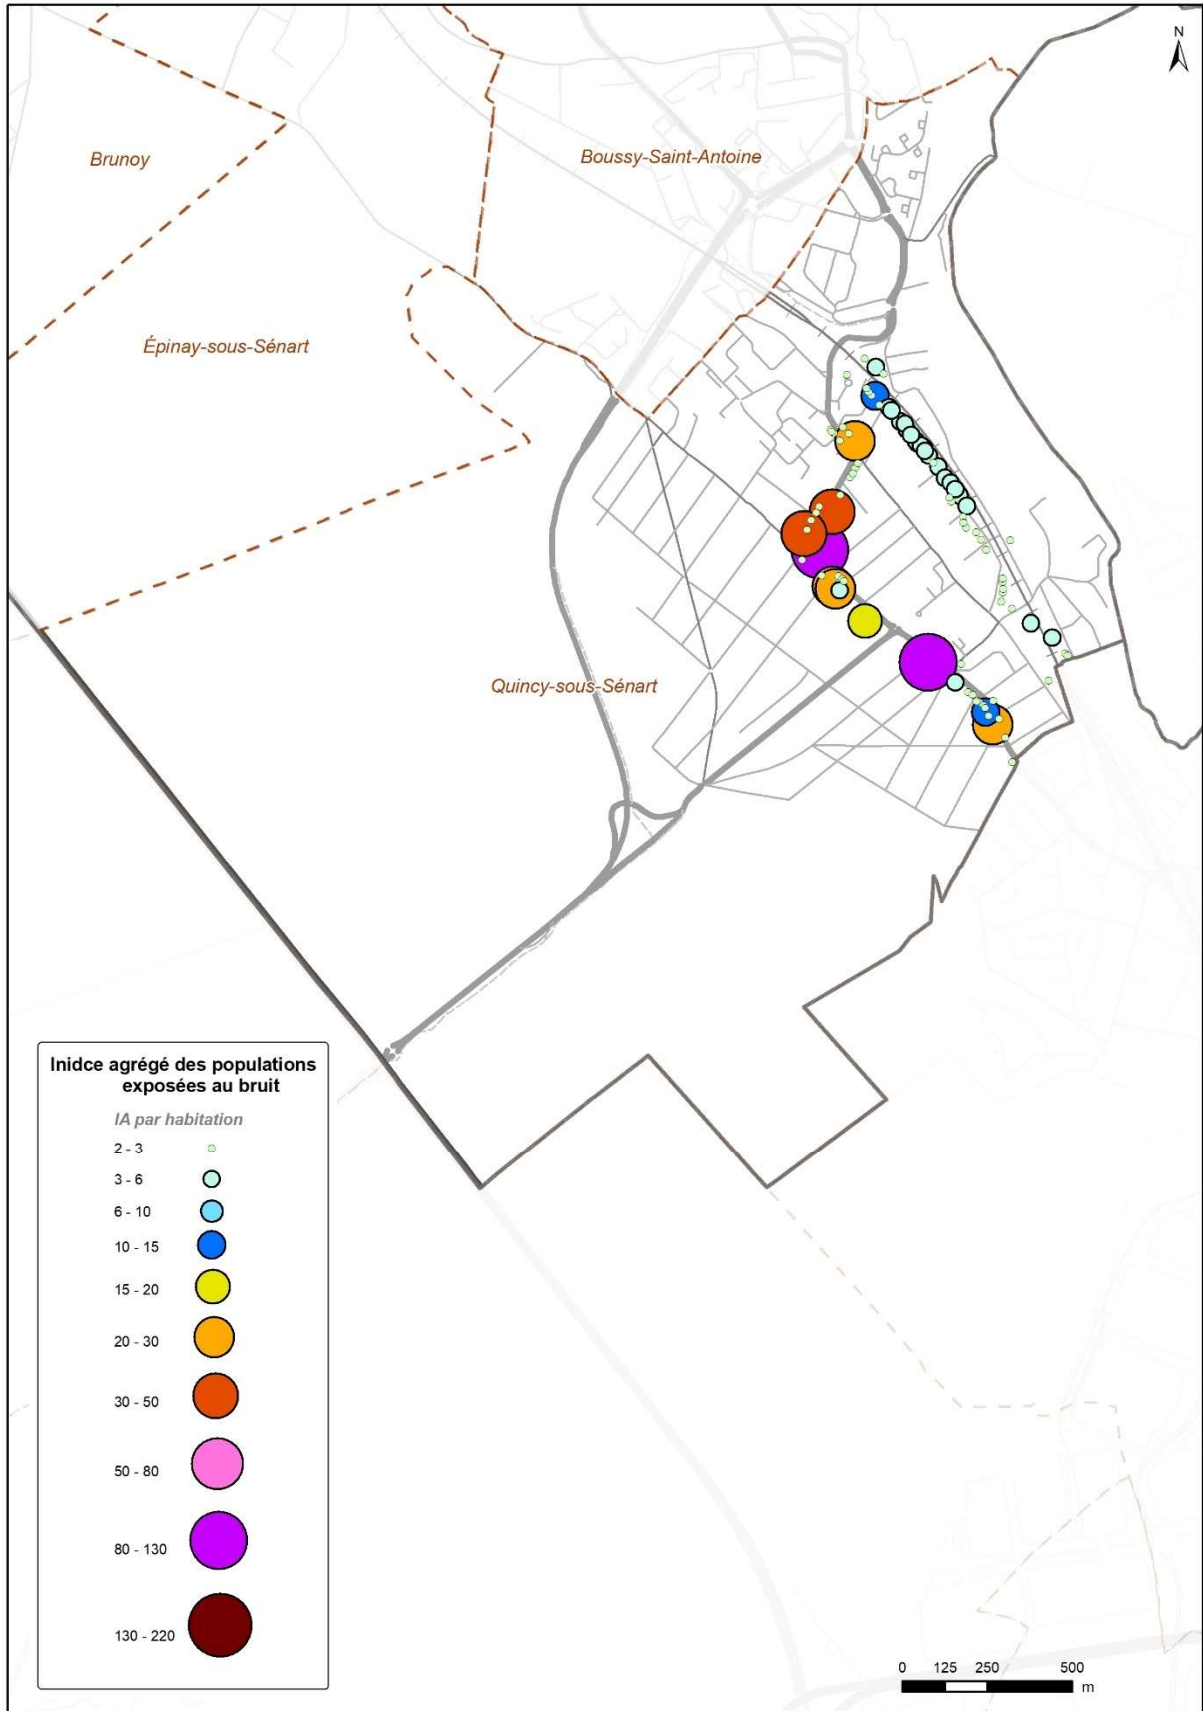 N
Brunoy
Boussy-Saint-Antoine
Épinay-sous-Sénart
Quincy-sous-Sénart
Inidce agrégé des populations
exposées au bruit
IA par habitation
2 - 3
3 - 6
6 - 10
10 - 15
15 - 20
20 - 30
30 - 50
50 - 80
80 - 130
130 - 220
0 125 250 500
m